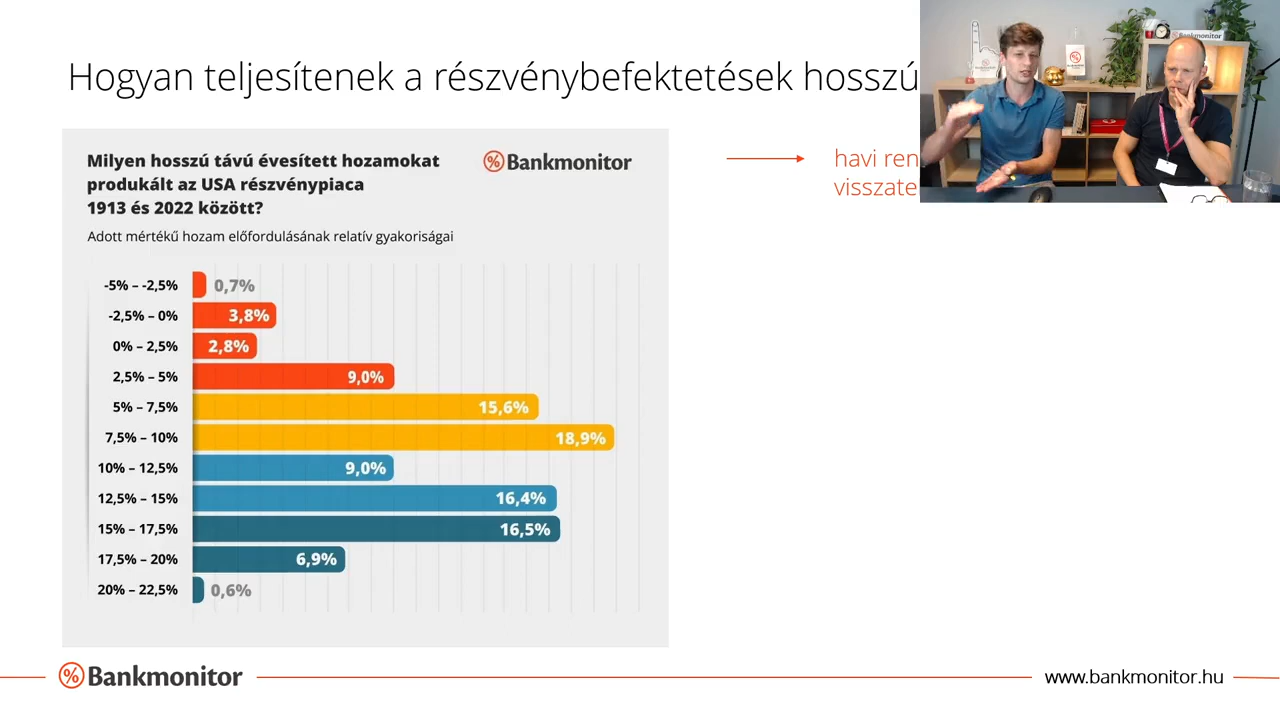 Hogyan teljesítenek a részvénybefektetések hosszú
Milyen hosszú távú évesített hozamokat
produkált az USA részvénypiaca
1913 és 2022 között?
Bankmonitor
Adott mértékű hozam előfordulásának relatív gyakoriságai
-5% – -2,5% 0,7%
-2,5% – 0% 3,8%
0% – 2,5% 2,8%
2,5% – 5% 9,0%
5% – 7,5% 15,6%
7,5% – 10% 18,9%
10% – 12,5% 9,0%
12,5% – 15% 16,4%
15% – 17,5% 16,5%
17,5% – 20% 6,9%
20% – 22,5% 0,6%
havi ren
visszate
Bankmonitor
Bankmonitor
www.bankmonitor.hu